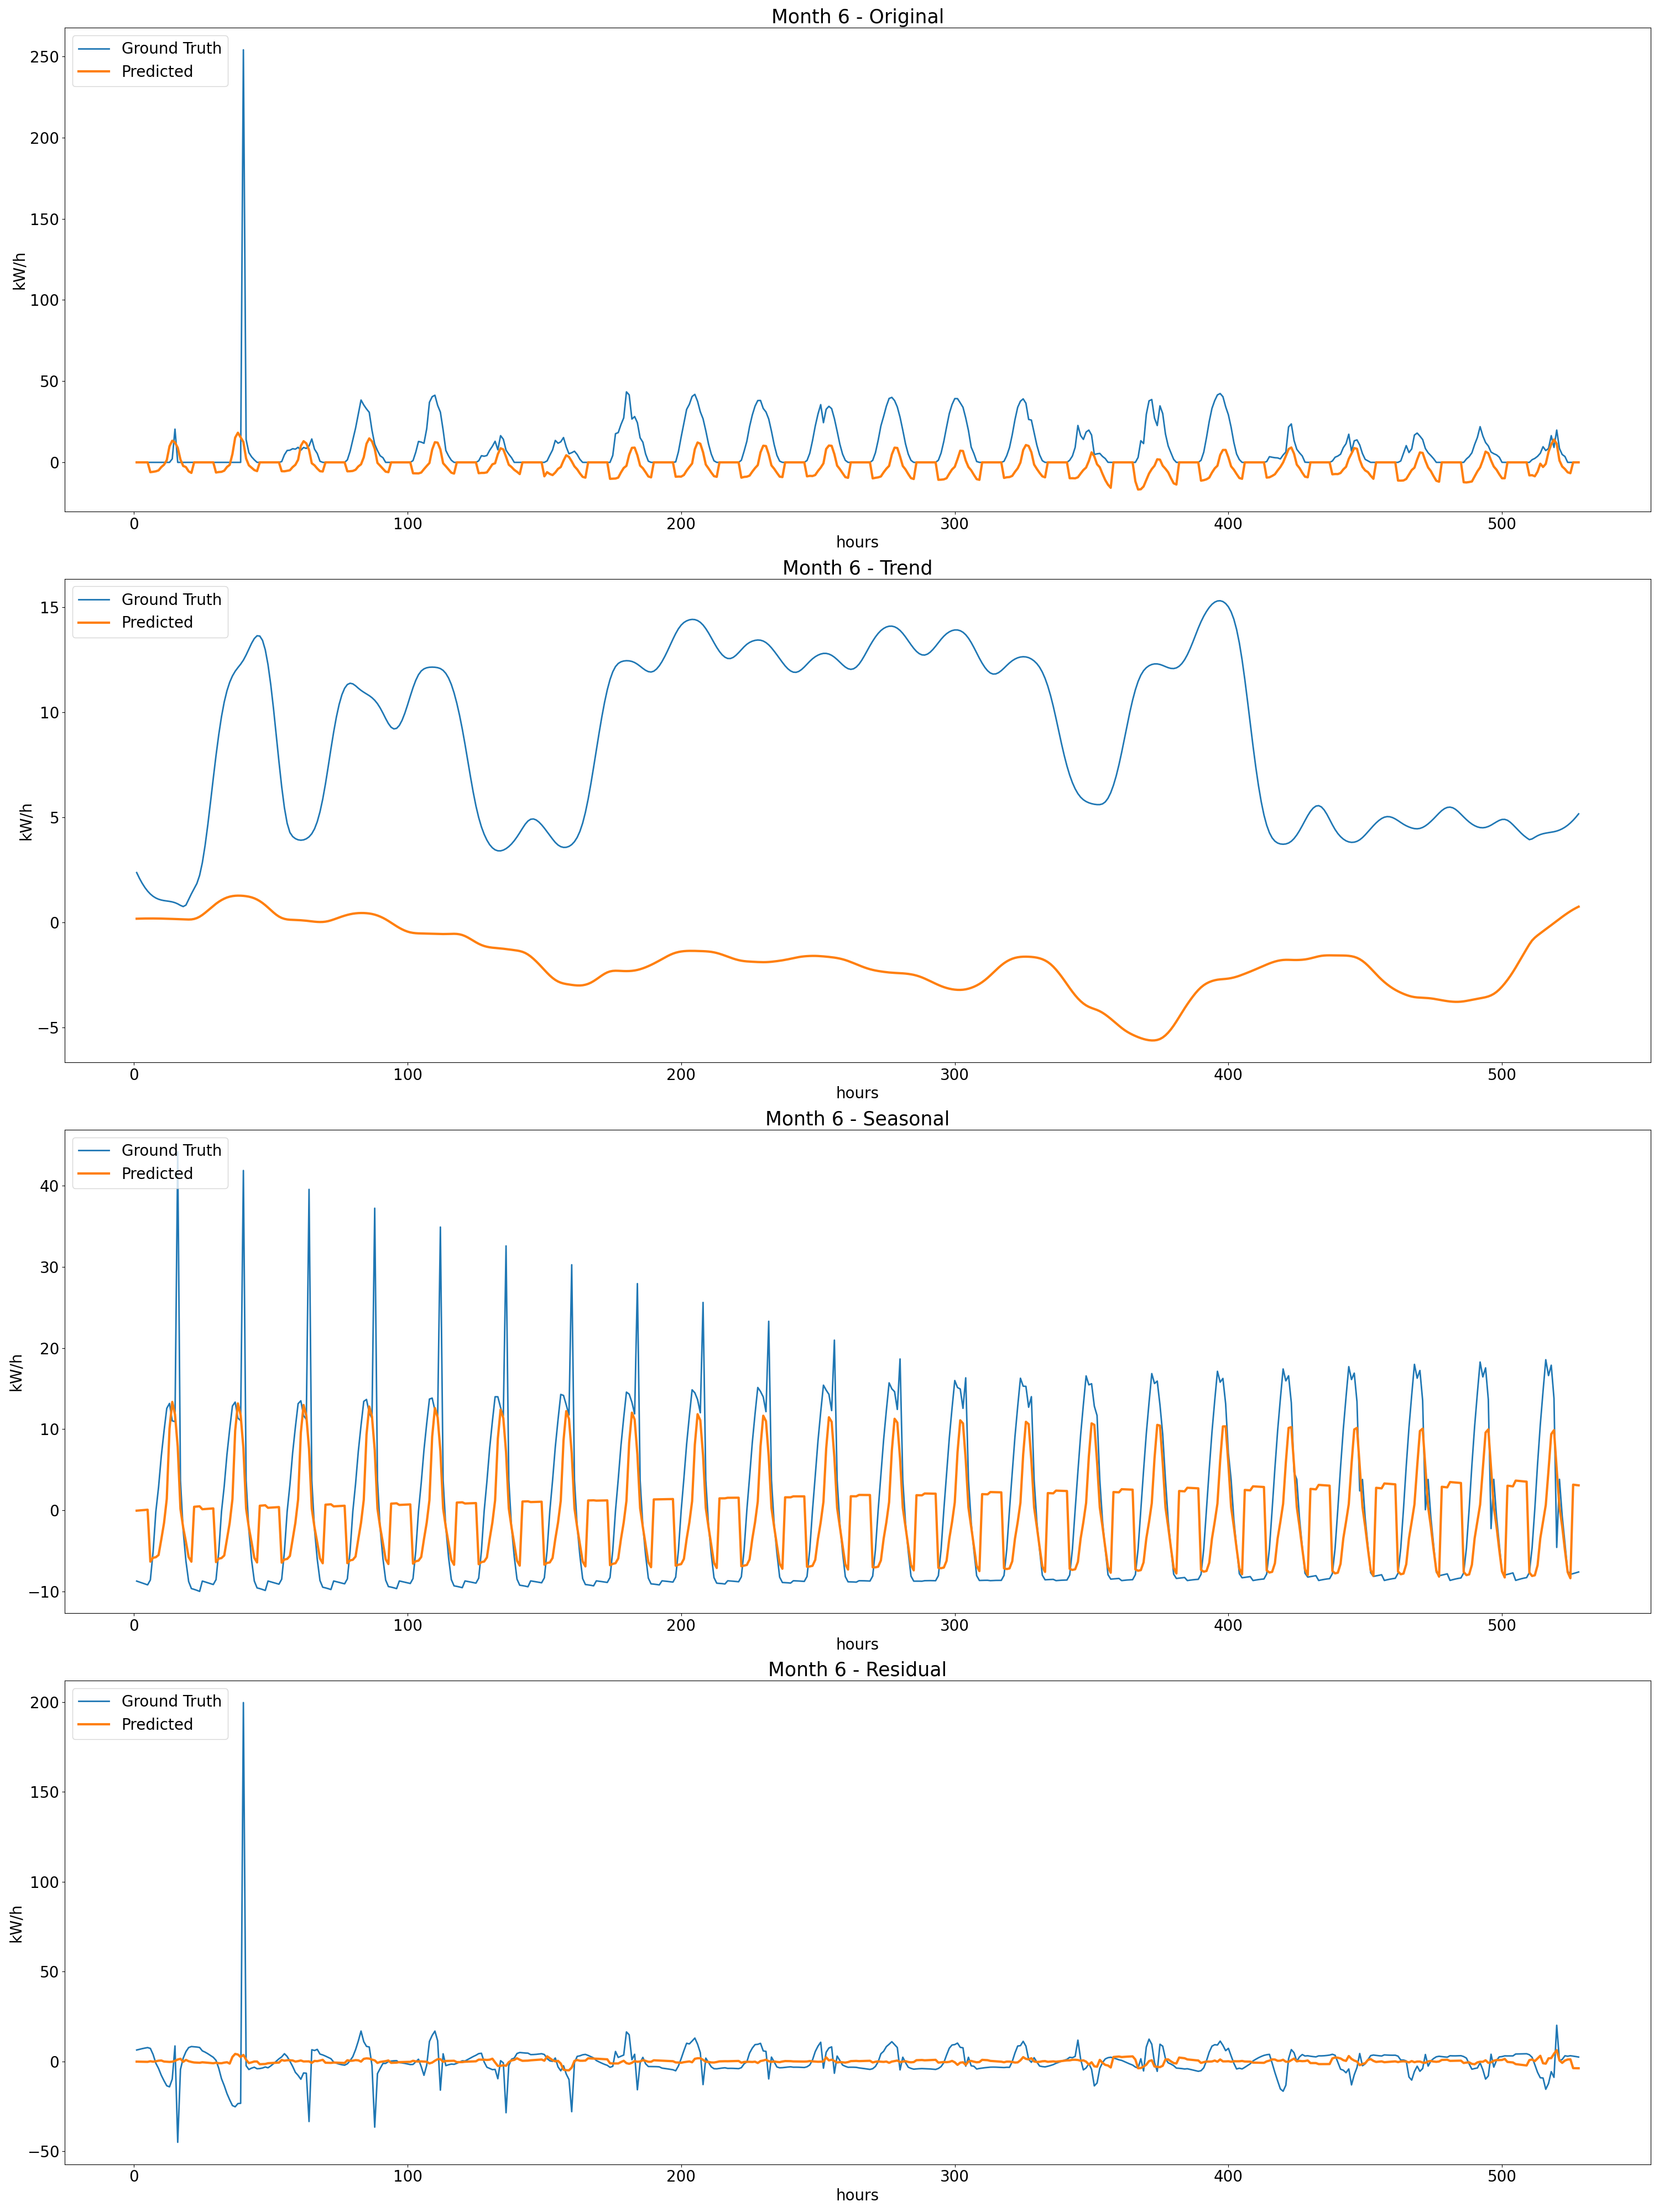 Month 6 - Original
Ground Truth
Predicted
250
200
150
100
50
0
kW/h
0 100 200 300 400 500
hours
Month 6 - Trend
Ground Truth
Predicted
15
10
5
0
−5
kW/h
0 100 200 300 400 500
hours
Month 6 - Seasonal
Ground Truth
Predicted
40
30
20
10
0
−10
kW/h
0 100 200 300 400 500
hours
Month 6 - Residual
Ground Truth
Predicted
200
150
100
50
0
−50
kW/h
0 100 200 300 400 500
hours